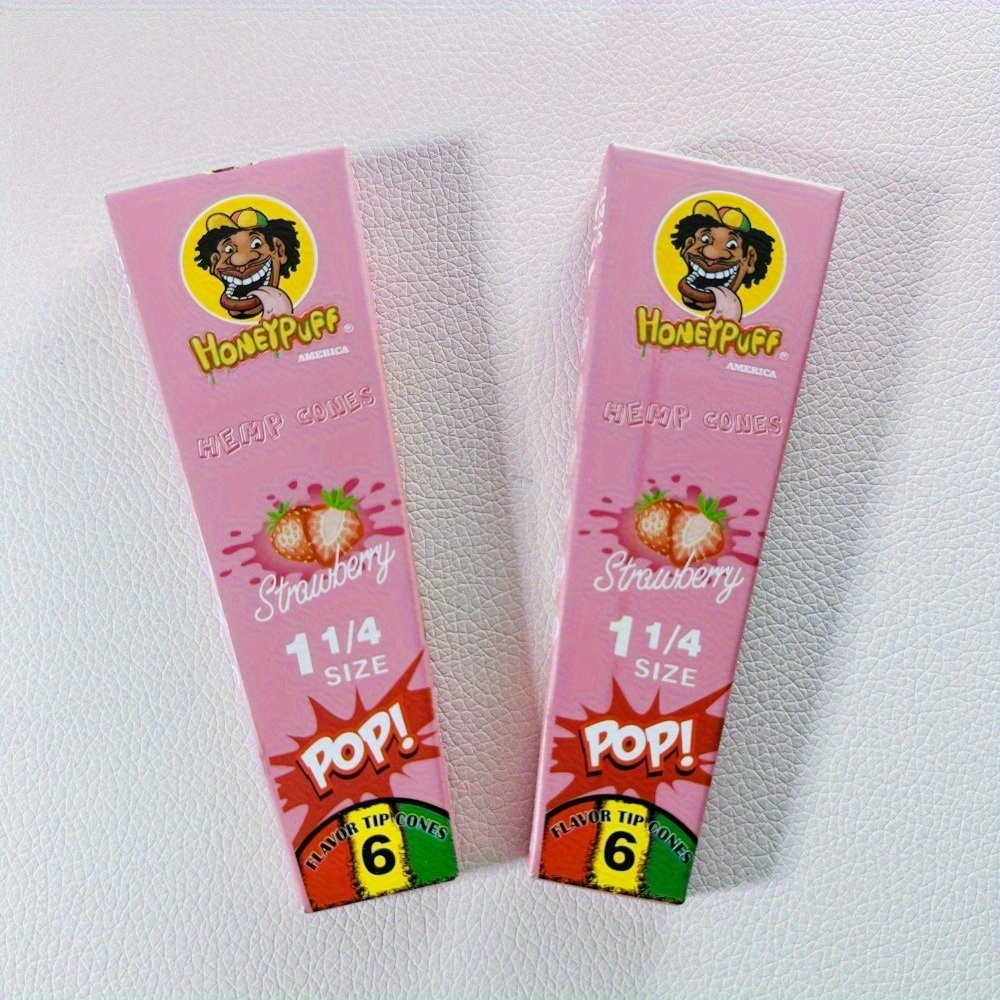 HONEYPUFF®
AMERICA
HEMP CONES
Strawberry
1 1/4
SIZE
POP!
FLAVOR TIP CONES
6
HONEYPUFF®
AMERICA
HEMP CONES
Strawberry
1 1/4
SIZE
POP!
FLAVOR TIP CONES
6